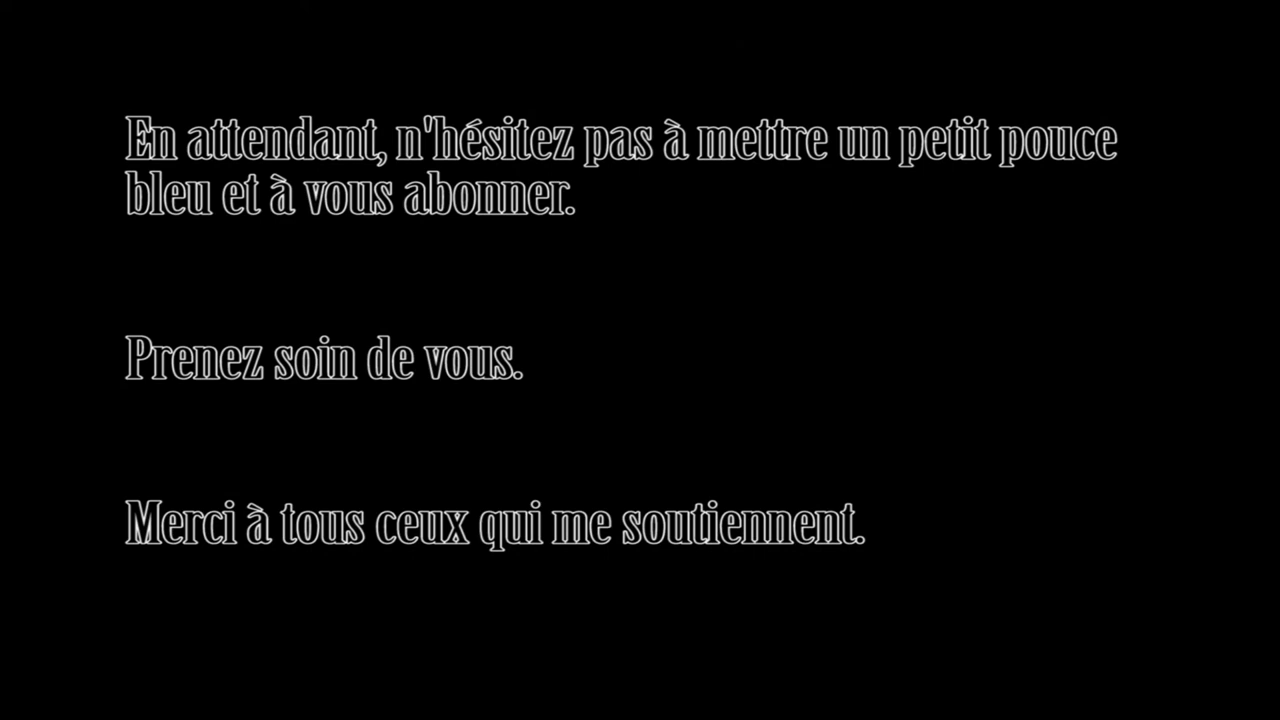 En attendant, n'hésitez pas à mettre un petit pouce
bleu et à vous abonner.
Prenez soin de vous.
Merci à tous ceux qui me soutiennent.